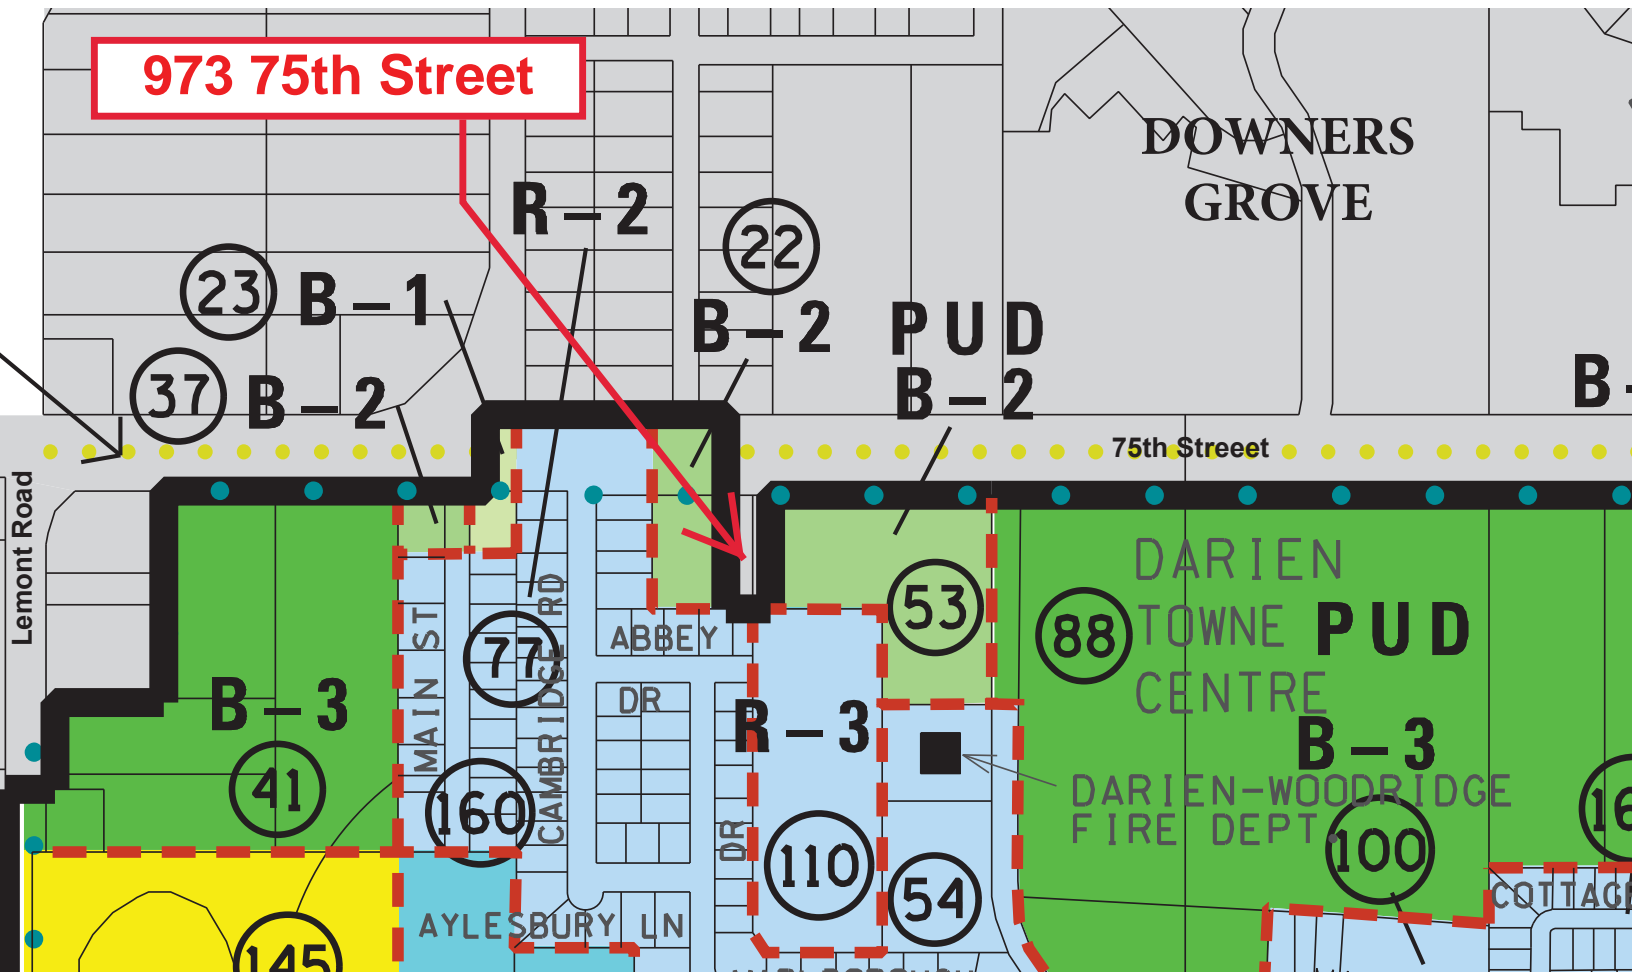 973 75th Street
DOWNERS
GROVE
R-2
22
23
B-1
B-2
PUD
B-2
37
B-2
75th Streeet
Lemont Road
DARIEN
TOWNE
CENTRE
53
88
PUD
77
MAIN ST
CAMBRIDGE RD
ABBEY
DR
B-3
R-3
B-3
41
160
DR
DARIEN-WOODRIDGE
FIRE DEPT.
110
100
54
COTTAGE
AYLESBURY LN
145